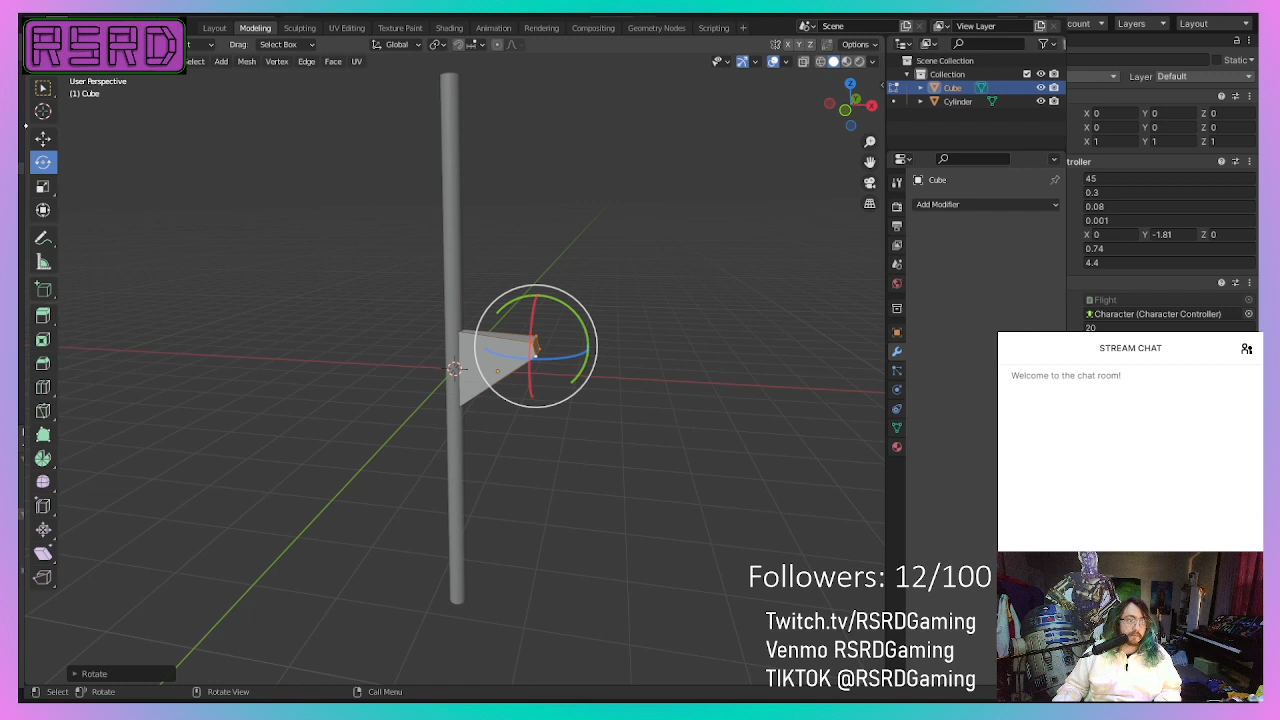 RSRD
Layout Modeling Sculpting UV Editing Texture Paint Shading Animation Rendering Compositing Geometry Nodes Scripting +
Scene
View Layer
count Layers Layout
Drag: Select Box
Global
X Y Z
Options
Select Add Mesh Vertex Edge Face UV
User Perspective
(1) Cube
Z
Y
X
Scene Collection
Collection
Cube
Cylinder
Static
Layer Default
X 0 Y 0 Z 0
X 0 Y 0 Z 0
X 1 Y 1 Z 1
Cube
Add Modifier
45
0.3
0.08
0.001
X 0 Y -1.81 Z 0
0.74
4.4
Flight
Character (Character Controller)
20
STREAM CHAT
Welcome to the chat room!
Followers: 12/100
Twitch.tv/RSRDGaming
Venmo RSRDGaming
TIKTOK @RSRDGaming
Rotate
Select Rotate Rotate View Call Menu